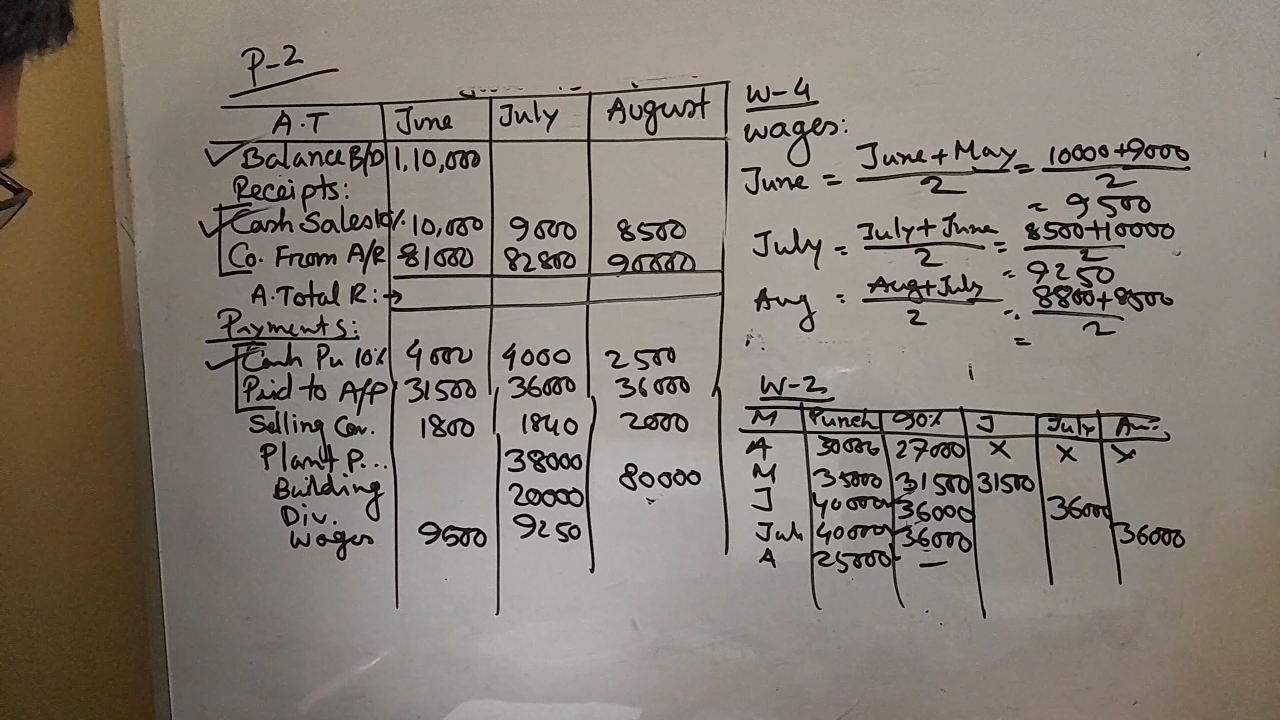 P-2
A.T June July August
Balance B/D 1,10,000
Receipts:
Cash Sales 10%. 10,000 9000 8500
Co. From A/R 81000 82800 90000
A. Total R:→
Payments:
Cash Pu 10% 4000 4000 2500
Paid to A/P 31500 36000 36000
Selling Com. 1800 1840 2000
Plant P... 38000
Building 20000 80000
Div.
Wages 9500 9250
W-4
Wages:
June = June + May / 2 = 10000+9000 / 2
= 9500
July = July + June / 2 = 8500+10000 / 2
= 9250
Aug = Aug + July / 2 = 8800+8500 / 2
=
W-2
M Purch 90% J July Au
A 30000 27000 X X X
M 35000 31500 31500
J 40000 36000 36000
July 40000 36000 36000
A 25000 —